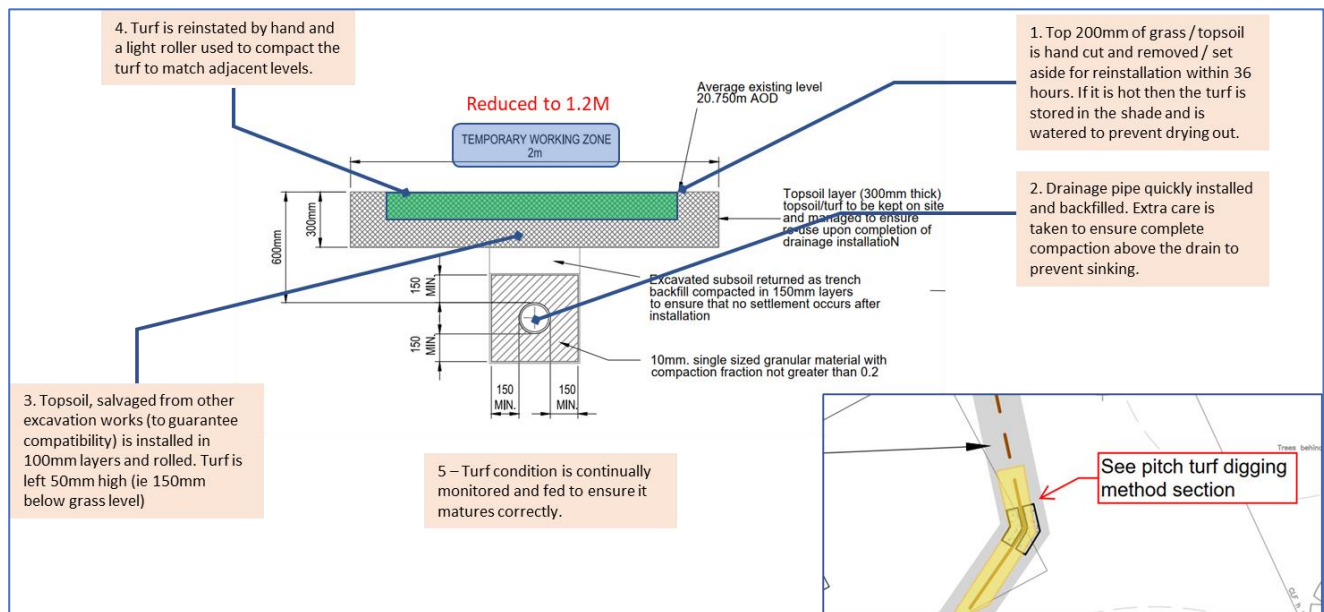 4. Turf is reinstated by hand and
a light roller used to compact the
turf to match adjacent levels.
1. Top 200mm of grass / topsoil
is hand cut and removed / set
aside for reinstallation within 36
hours. If it is hot then the turf is
stored in the shade and is
watered to prevent drying out.
Average existing level
20.750m AOD
Reduced to 1.2M
TEMPORARY WORKING ZONE
2m
2. Drainage pipe quickly installed
and backfilled. Extra care is
taken to ensure complete
compaction above the drain to
prevent sinking.
Topsoil layer (300mm thick)
topsoil/turf to be kept on site
and managed to ensure
re-use upon completion of
drainage installatioN
300mm
600mm
Excavated subsoil returned as trench
backfill compacted in 150mm layers
to ensure that no settlement occurs after
installation
150
MIN.
150
MIN.
10mm. single sized granular material with
compaction fraction not greater than 0.2
150
MIN.
150
MIN.
3. Topsoil, salvaged from other
excavation works (to guarantee
compatibility) is installed in
100mm layers and rolled. Turf is
left 50mm high (ie 150mm
below grass level)
5 – Turf condition is continually
monitored and fed to ensure it
matures correctly.
Trees behind
See pitch turf digging
method section